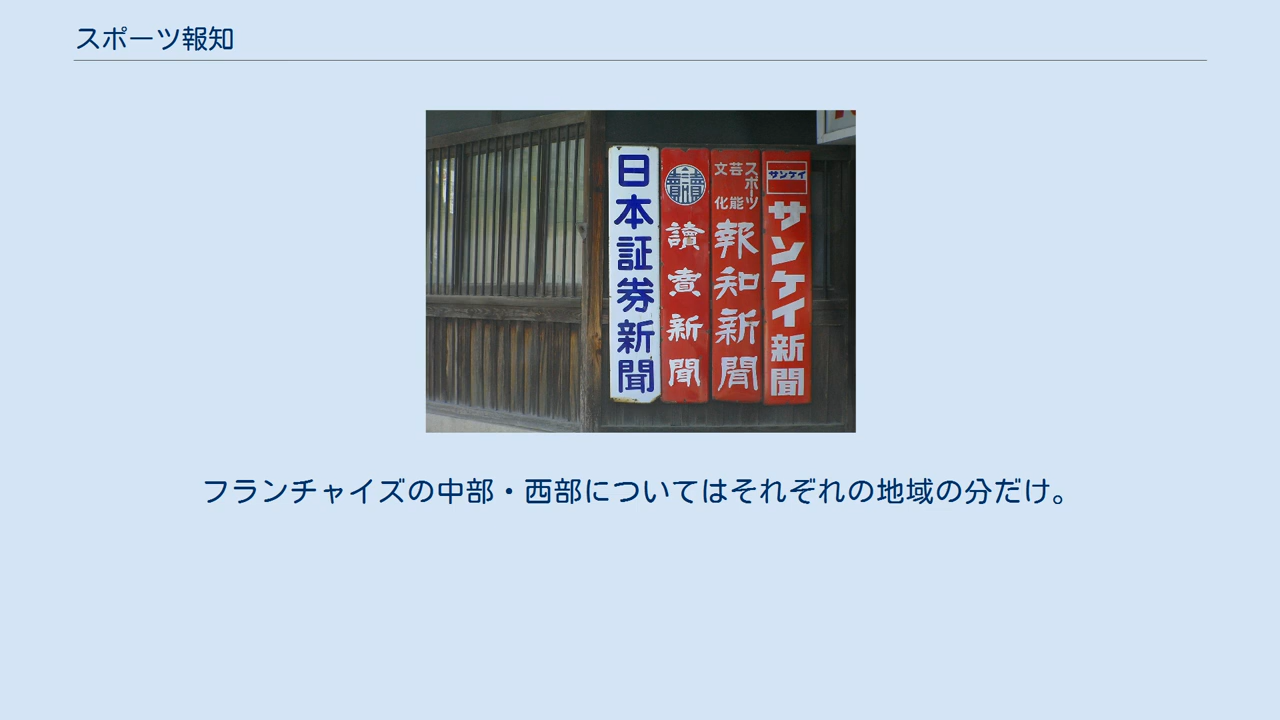 スポーツ報知
日本証券新聞
讀賣
讀賣新聞
スポーツ
芸能
文化
報知新聞
サンケイ
サンケイ新聞
フランチャイズの中部・西部についてはそれぞれの地域の分だけ。